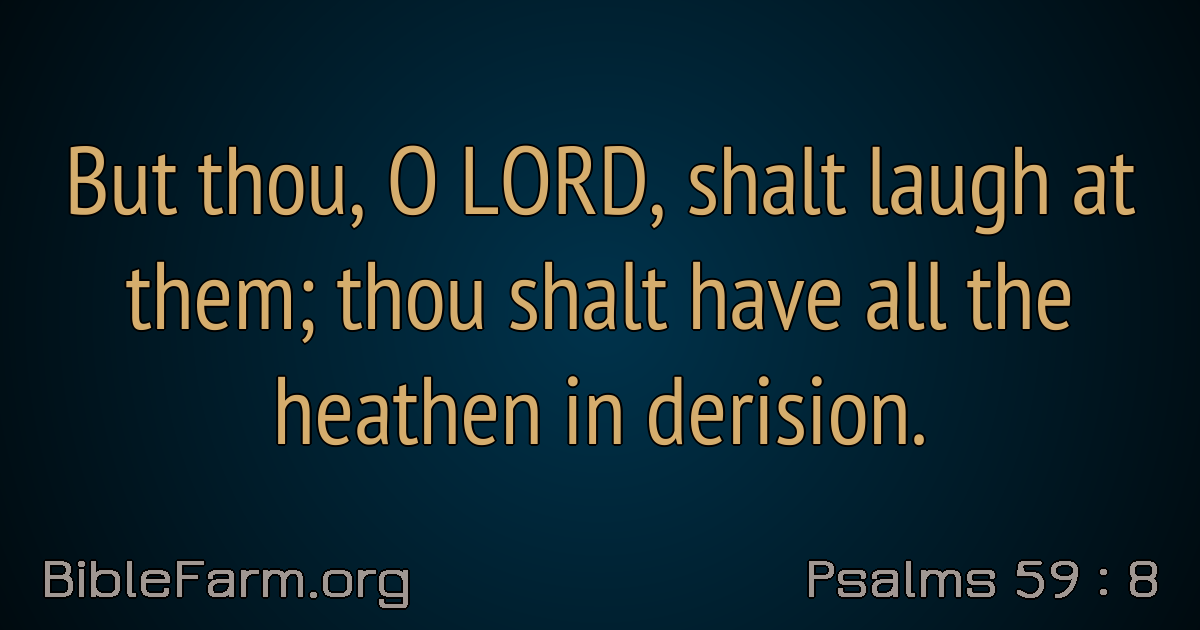 But thou, O LORD, shalt laugh at
them; thou shalt have all the
heathen in derision.
BibleFarm.org
Psalms 59 : 8